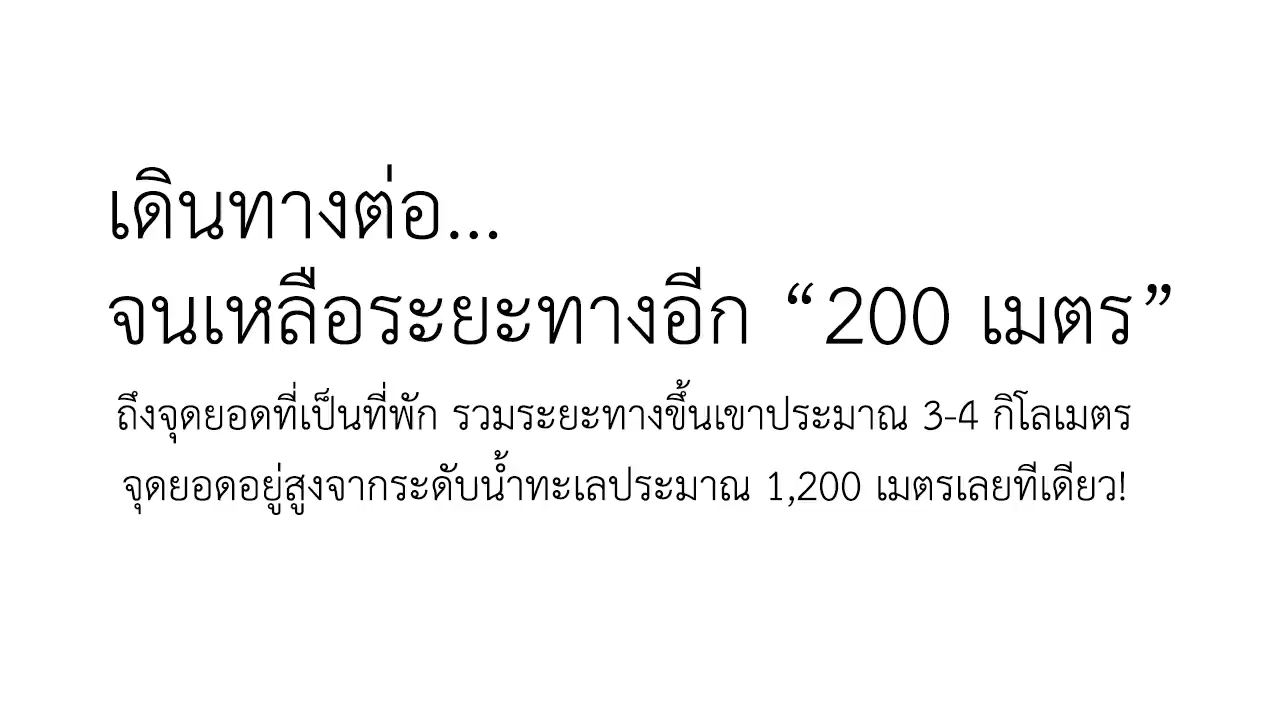 เดินทางต่อ...
จนเหลือระยะทางอีก “200 เมตร”
ถึงจุดยอดที่เป็นที่พัก รวมระยะทางขึ้นเขาประมาณ 3-4 กิโลเมตร
จุดยอดอยู่สูงจากระดับน้ำทะเลประมาณ 1,200 เมตรเลยทีเดียว!